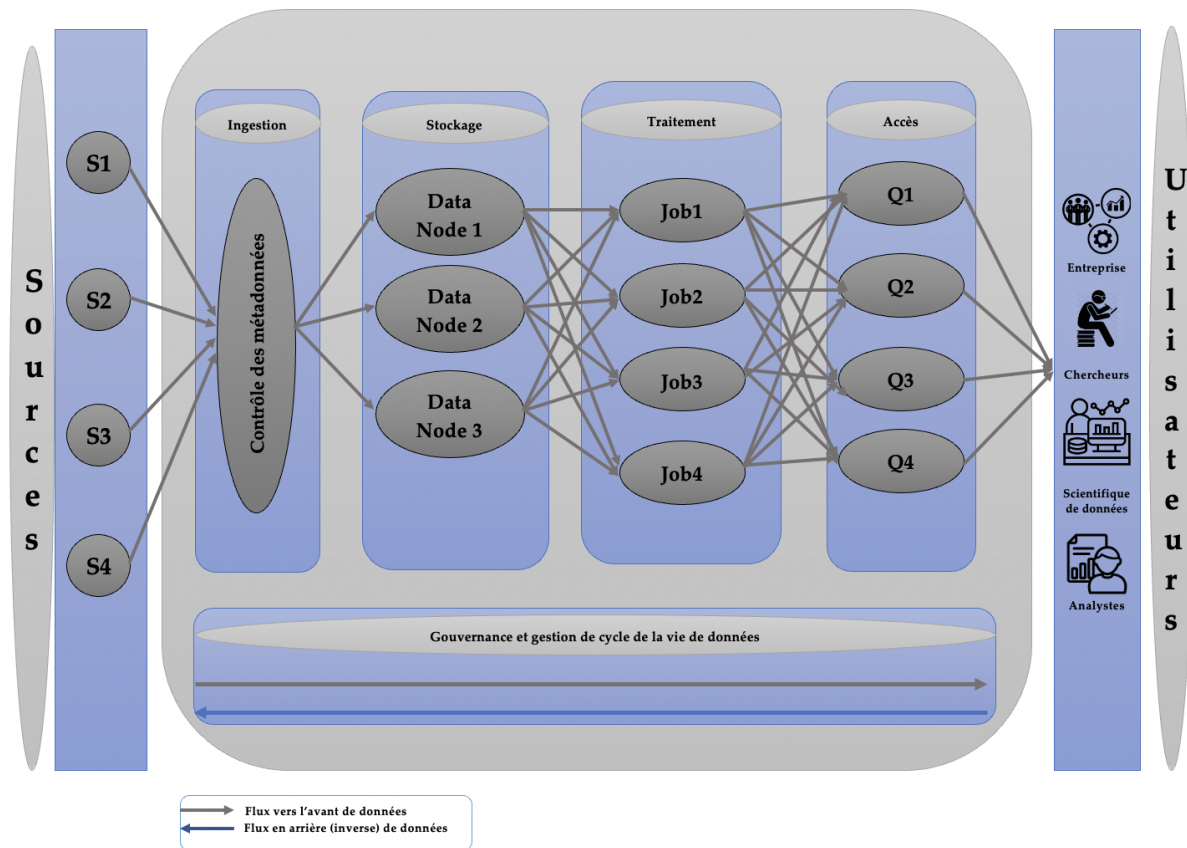 Sources
S1
S2
S3
S4
Ingestion
Contrôle des métadonnées
Stockage
Data
Node 1
Data
Node 2
Data
Node 3
Traitement
Job1
Job2
Job3
Job4
Accès
Q1
Q2
Q3
Q4
Gouvernance et gestion de cycle de la vie de données
Entreprise
Chercheurs
Scientifique
de données
Analystes
Utilisateurs
Flux vers l'avant de données
Flux en arrière (inverse) de données